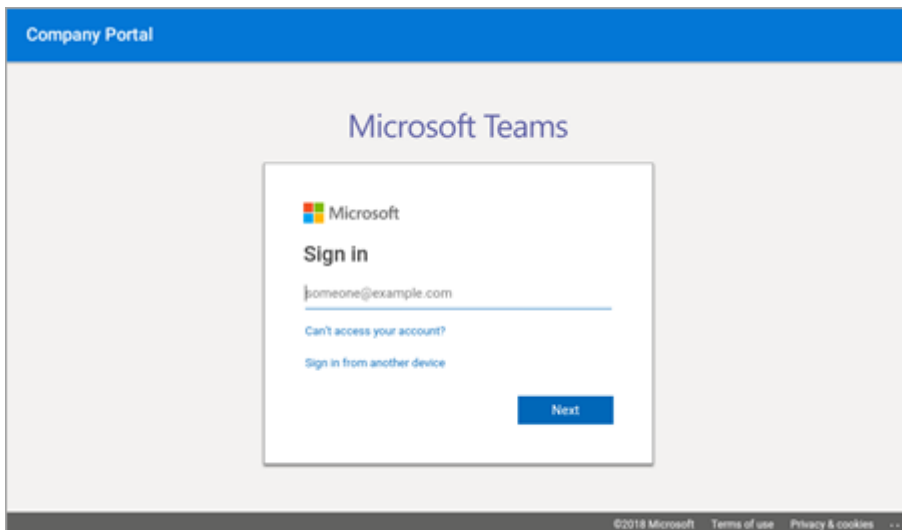 Company Portal
Microsoft Teams
Microsoft
Sign in
someone@example.com
Can't access your account?
Sign in from another device
Next
©2018 Microsoft Terms of use Privacy & cookies